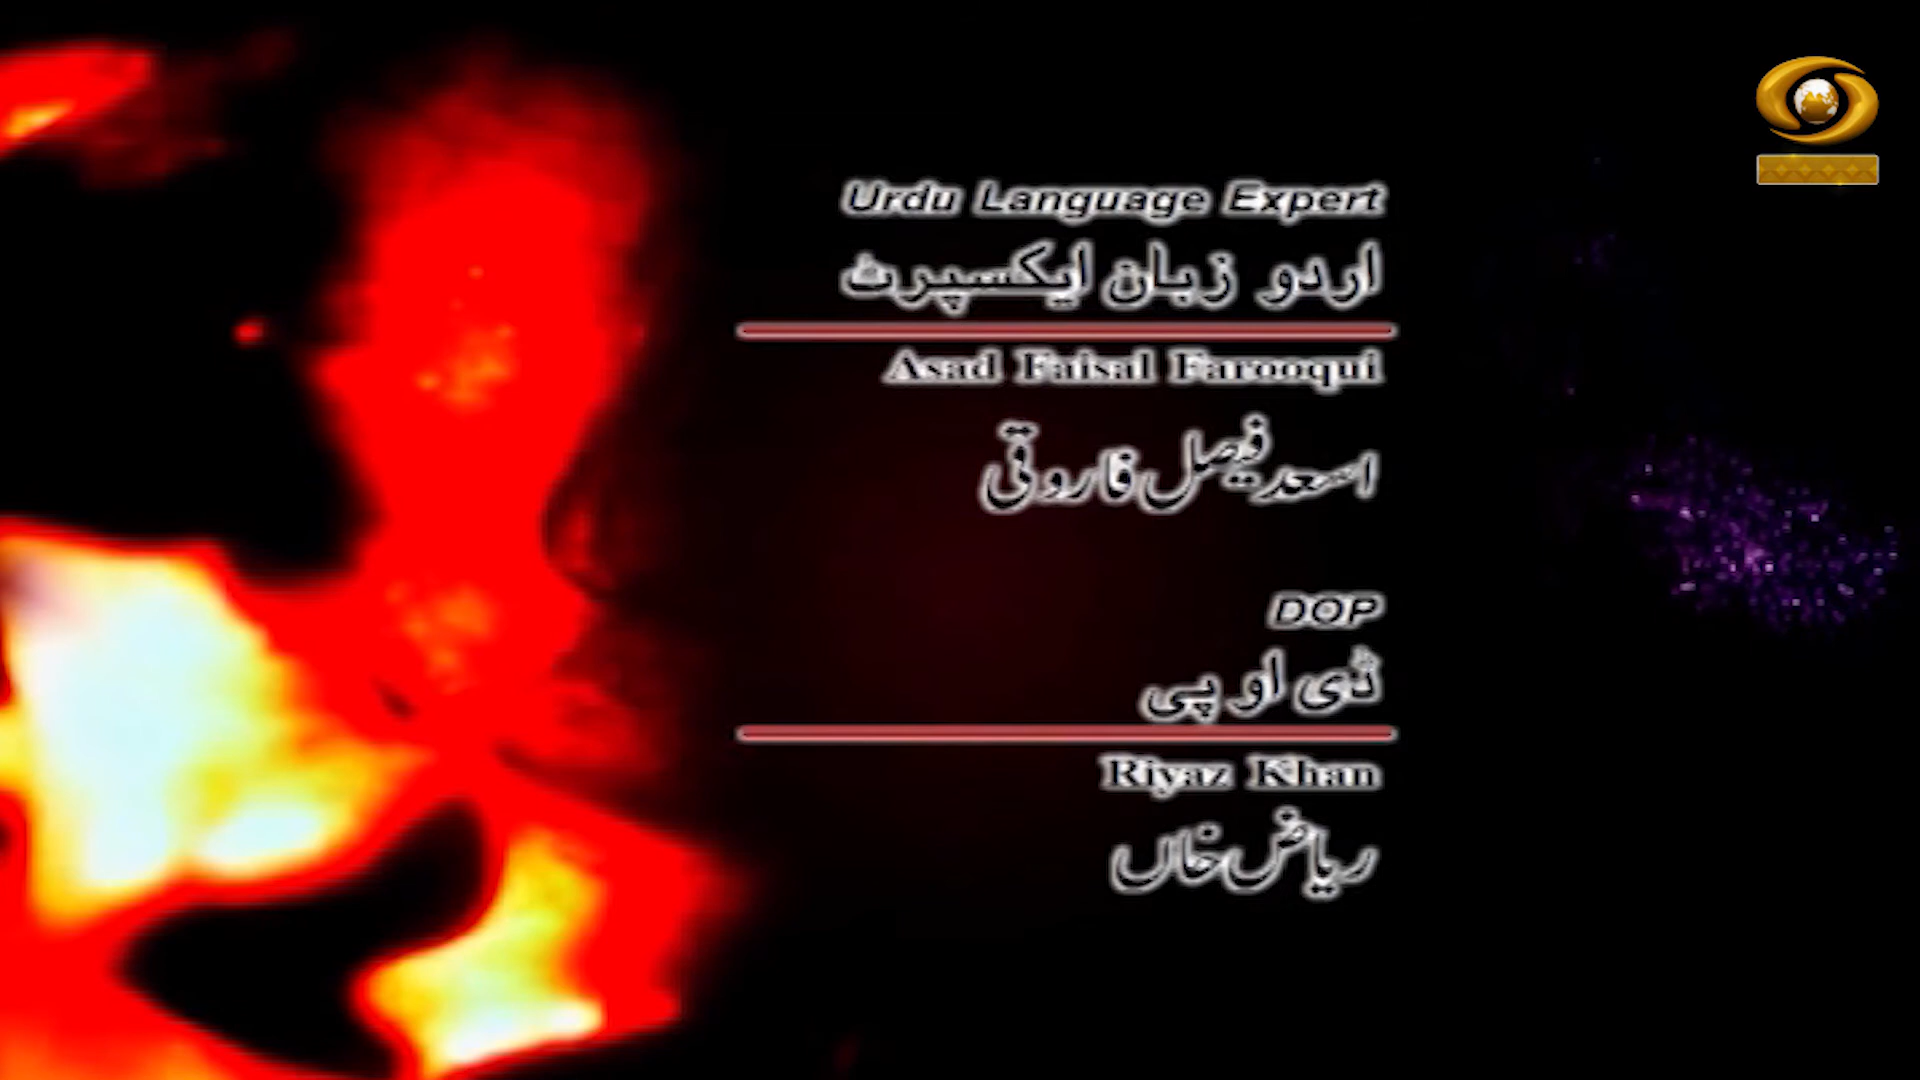 Urdu Language Expert
اردو زبان ایکسپرٹ
Asad Faisal Farooqui
اسعد فیصل فاروقی
DOP
ڈی او پی
Riyaz Khan
ریاض خاں